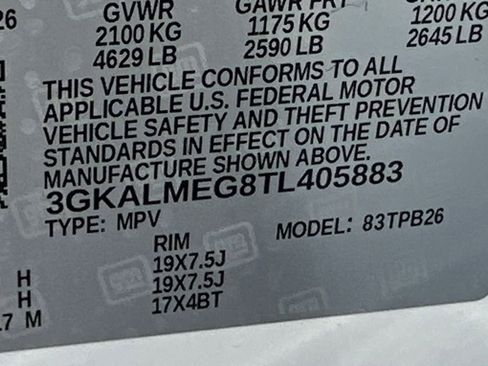 26 GVWR GAWR FRT
2100 KG 1175 KG 1200 KG
4629 LB 2590 LB 2645 LB
THIS VEHICLE CONFORMS TO ALL
APPLICABLE U.S. FEDERAL MOTOR
VEHICLE SAFETY AND THEFT PREVENTION
STANDARDS IN EFFECT ON THE DATE OF
MANUFACTURE SHOWN ABOVE.
3GKALMEG8TL405883
TYPE: MPV MODEL: 83TPB26
RIM
H 19X7.5J
H 19X7.5J
17 M 17X4BT